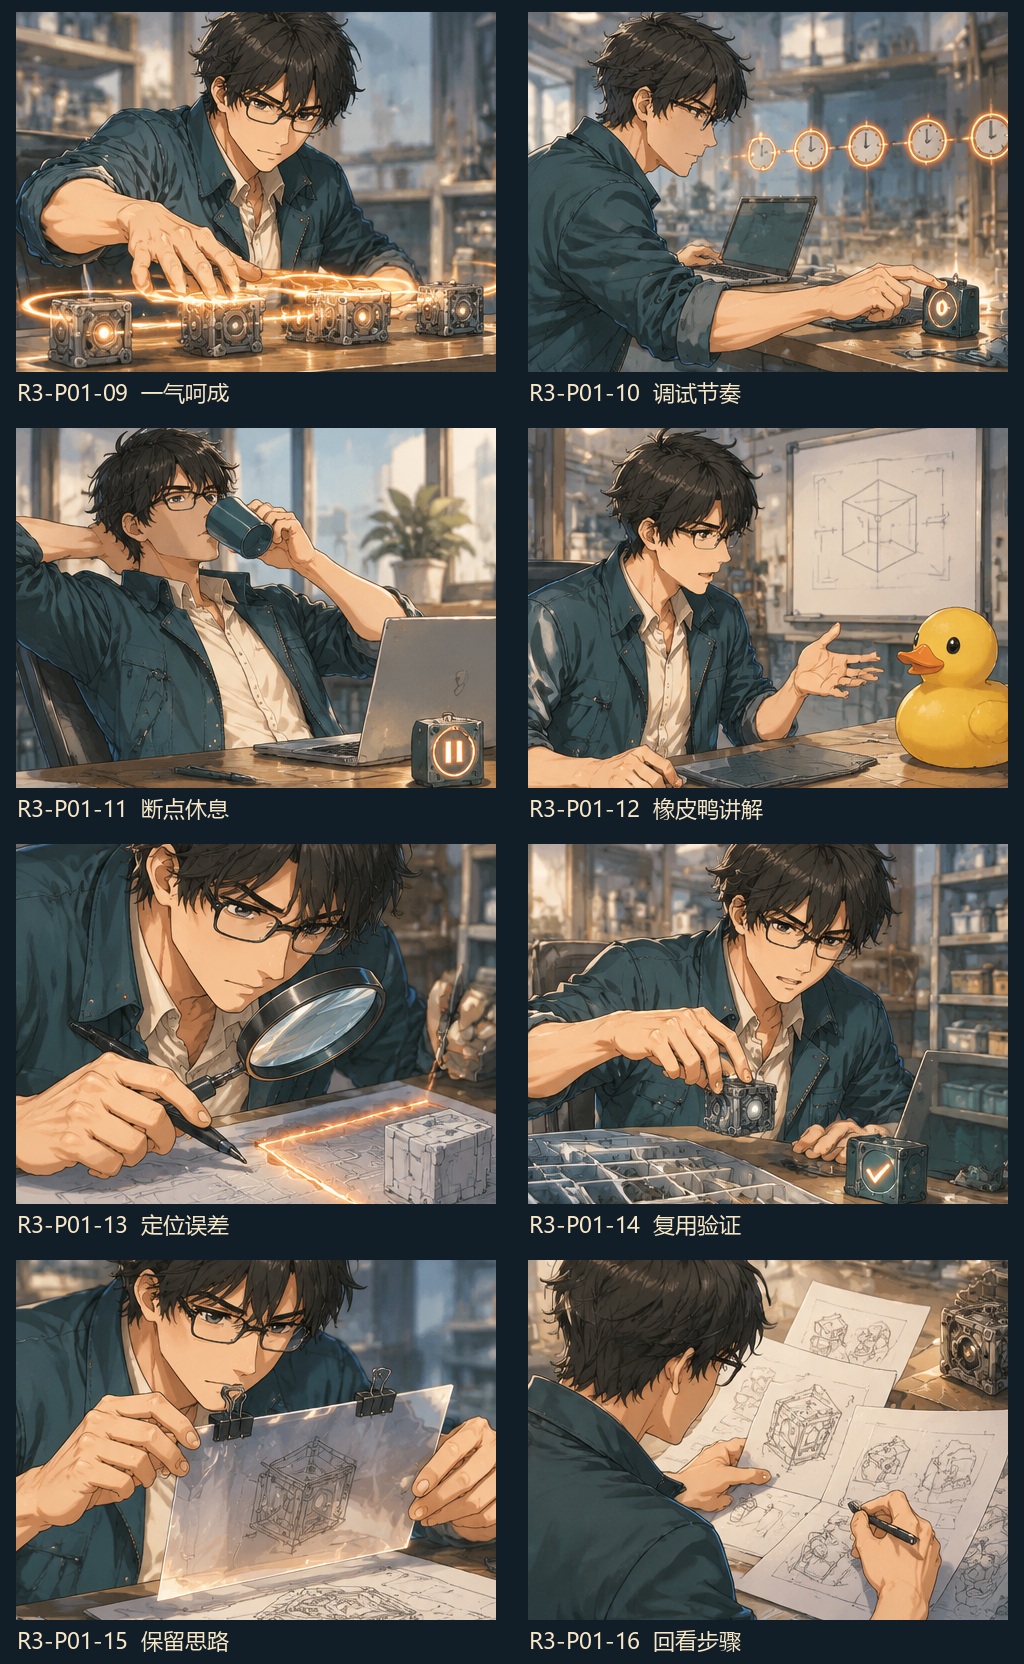 R3-P01-09 一气呵成
R3-P01-10 调试节奏
R3-P01-11 断点休息
R3-P01-12 橡皮鸭讲解
R3-P01-13 定位误差
R3-P01-14 复用验证
R3-P01-15 保留思路
R3-P01-16 回看步骤